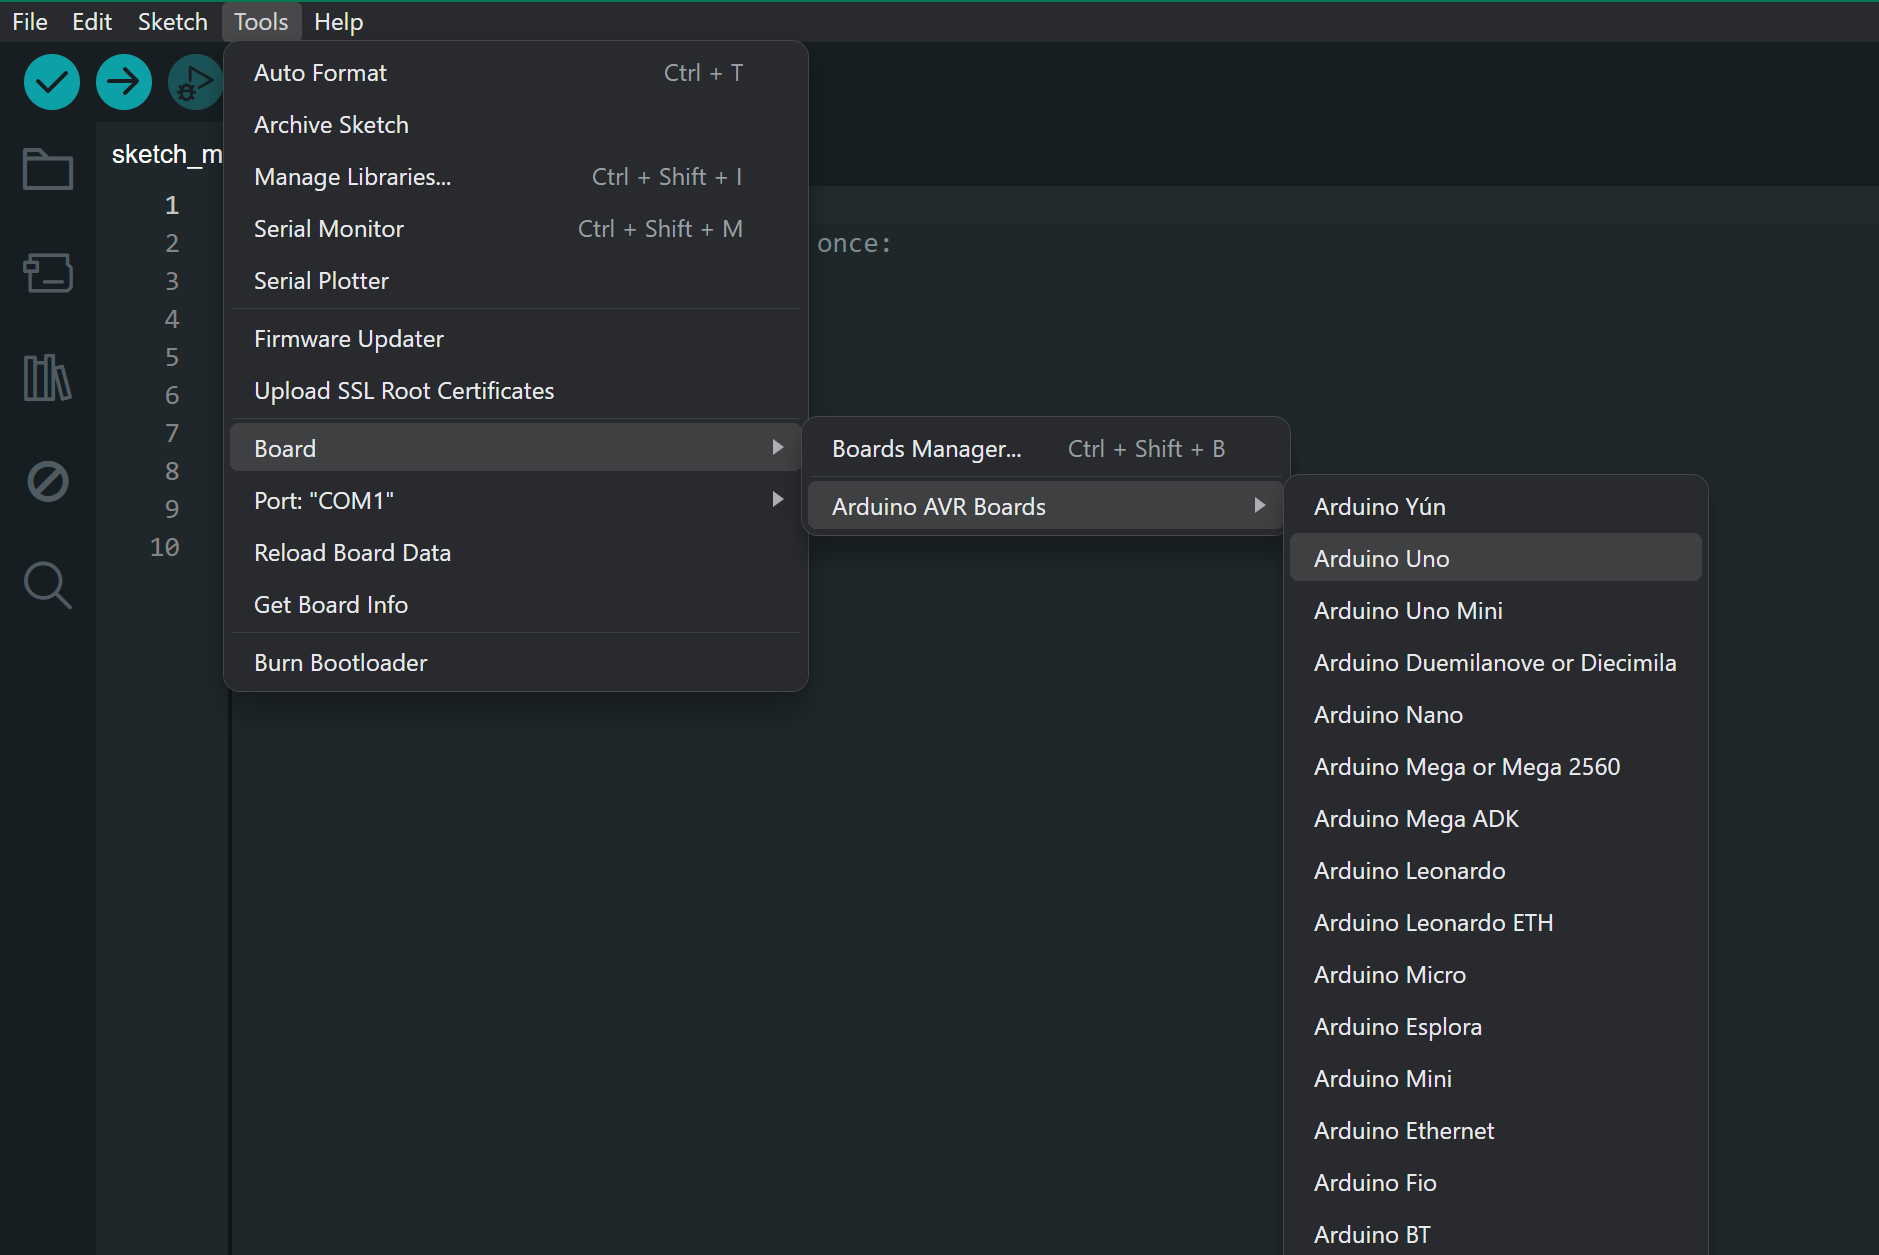 File Edit Sketch Tools Help
Auto Format Ctrl + T
Archive Sketch
Manage Libraries... Ctrl + Shift + I
Serial Monitor Ctrl + Shift + M
Serial Plotter
Firmware Updater
Upload SSL Root Certificates
Board
Port: "COM1"
Reload Board Data
Get Board Info
Burn Bootloader
sketch_m
1
2
3
4
5
6
7
8
9
10
once:
Boards Manager... Ctrl + Shift + B
Arduino AVR Boards
Arduino Yún
Arduino Uno
Arduino Uno Mini
Arduino Duemilanove or Diecimila
Arduino Nano
Arduino Mega or Mega 2560
Arduino Mega ADK
Arduino Leonardo
Arduino Leonardo ETH
Arduino Micro
Arduino Esplora
Arduino Mini
Arduino Ethernet
Arduino Fio
Arduino BT